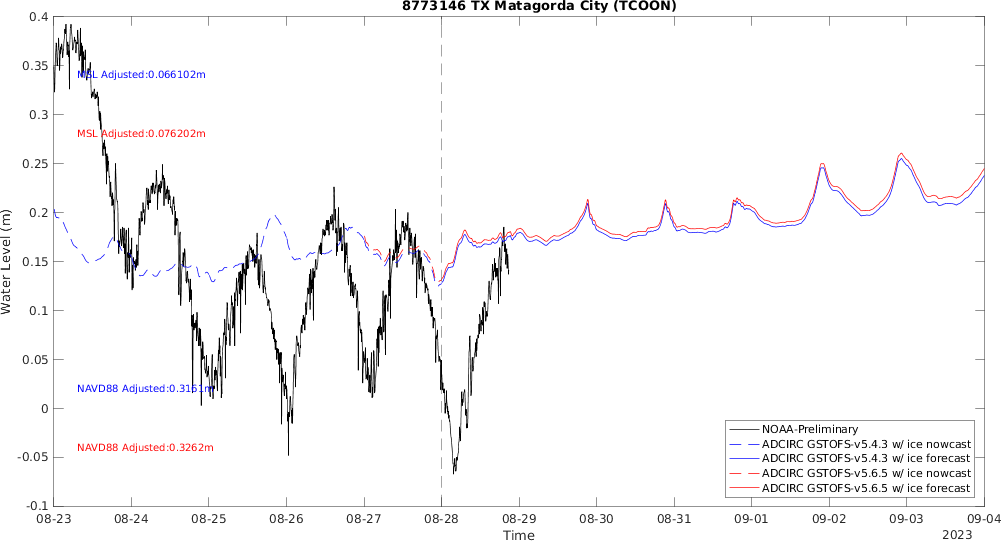 8773146 TX Matagorda City (TCOON)
0.4
0.35
0.3
0.25
0.2
0.15
0.1
0.05
0
-0.05
-0.1
Water Level (m)
MSL Adjusted:0.066102m
MSL Adjusted:0.076202m
NAVD88 Adjusted:0.3161m
NAVD88 Adjusted:0.3262m
NOAA-Preliminary
ADCIRC GSTOFS-v5.4.3 w/ ice nowcast
ADCIRC GSTOFS-v5.4.3 w/ ice forecast
ADCIRC GSTOFS-v5.6.5 w/ ice nowcast
ADCIRC GSTOFS-v5.6.5 w/ ice forecast
08-23 08-24 08-25 08-26 08-27 08-28 08-29 08-30 08-31 09-01 09-02 09-03 09-04
Time
2023